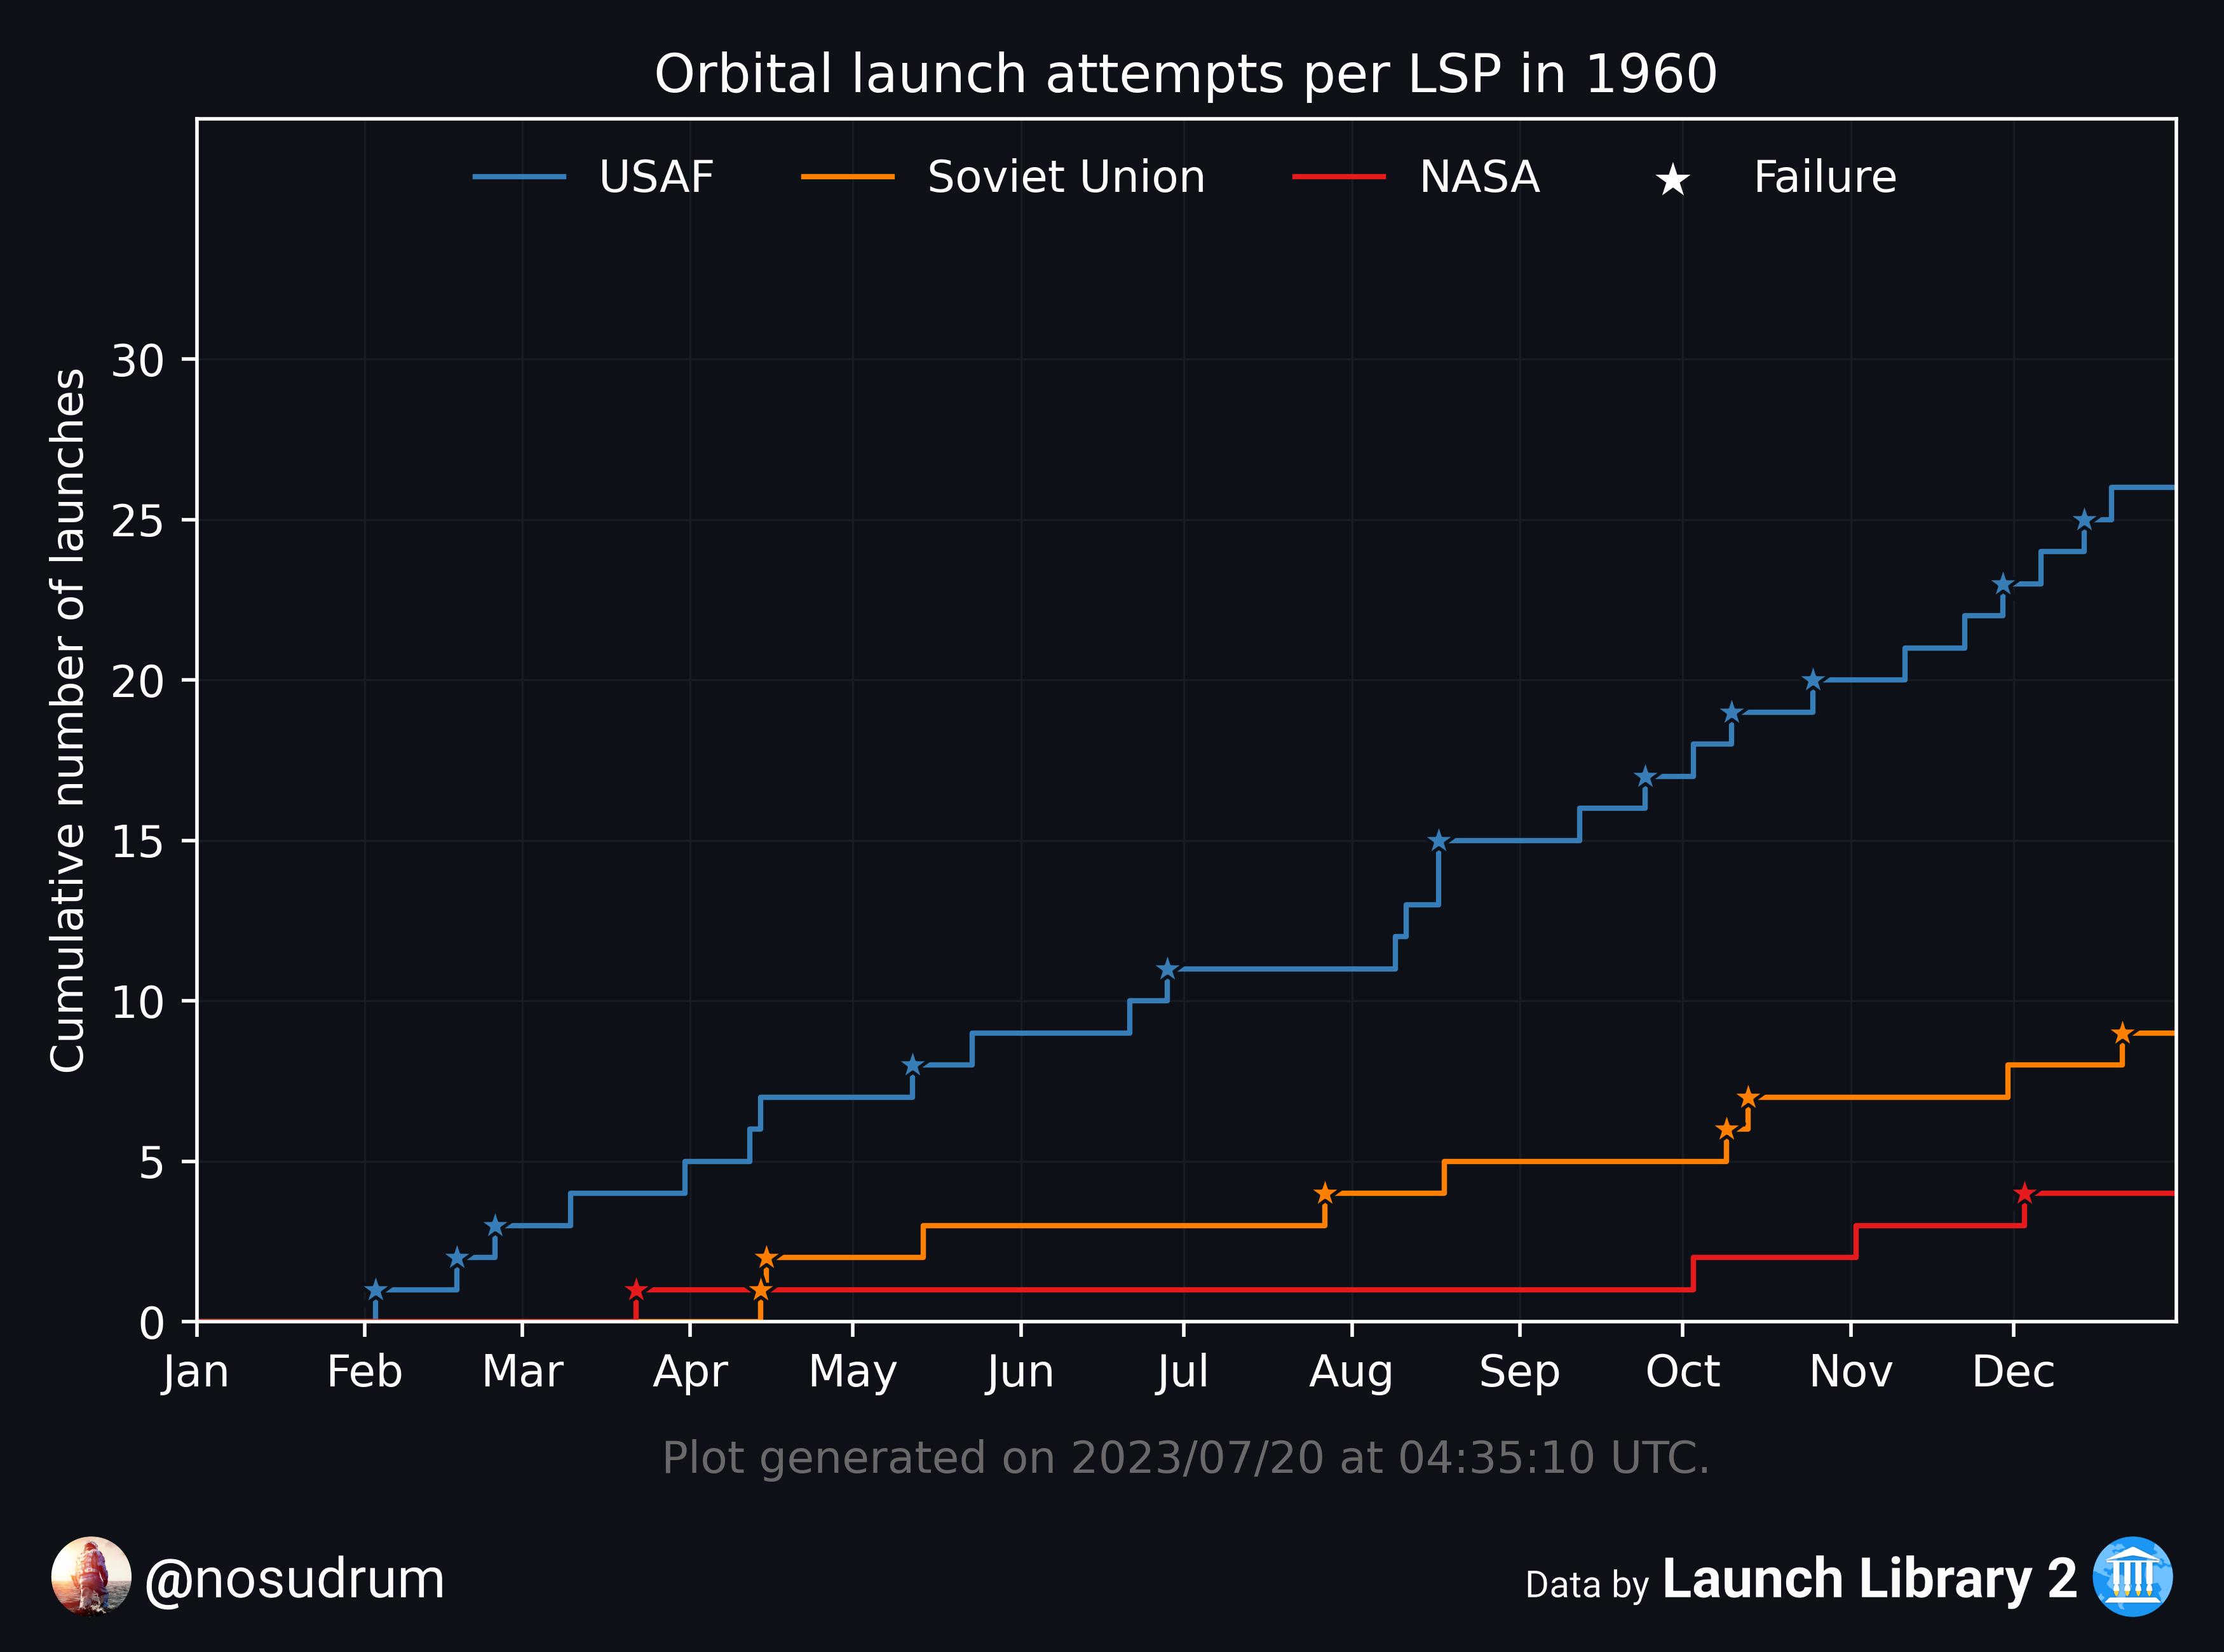 Orbital launch attempts per LSP in 1960
USAF Soviet Union NASA Failure
Cumulative number of launches
30
25
20
15
10
5
0
Jan Feb Mar Apr May Jun Jul Aug Sep Oct Nov Dec
Plot generated on 2023/07/20 at 04:35:10 UTC.
@nosudrum
Data by Launch Library 2